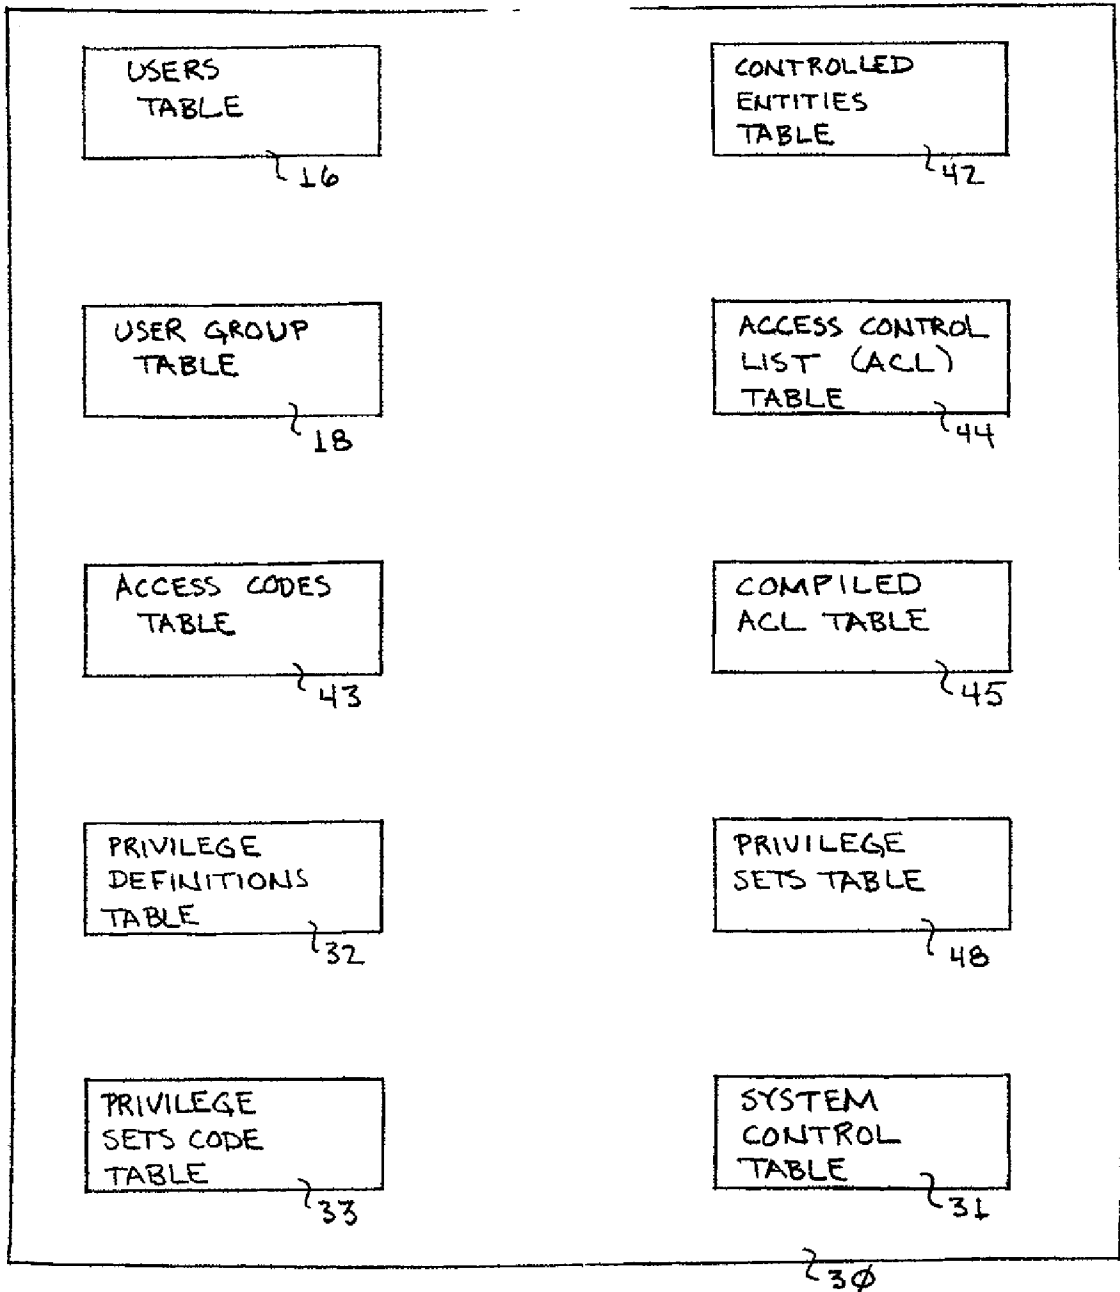 USERS
TABLE
16
CONTROLLED
ENTITIES
TABLE
42
USER GROUP
TABLE
18
ACCESS CONTROL
LIST (ACL)
TABLE
44
ACCESS CODES
TABLE
43
COMPILED
ACL TABLE
45
PRIVILEGE
DEFINITIONS
TABLE
32
PRIVILEGE
SETS TABLE
48
PRIVILEGE
SETS CODE
TABLE
33
SYSTEM
CONTROL
TABLE
31
3Ø